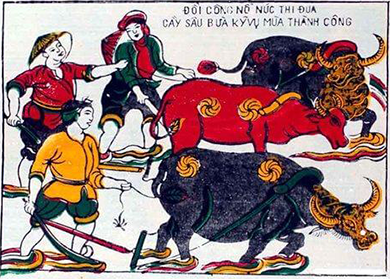 ĐỔI CÔNG NÔ NỨC THI ĐUA
CẤY SÂU BỪA KỸ VỤ MÙA THÀNH CÔNG